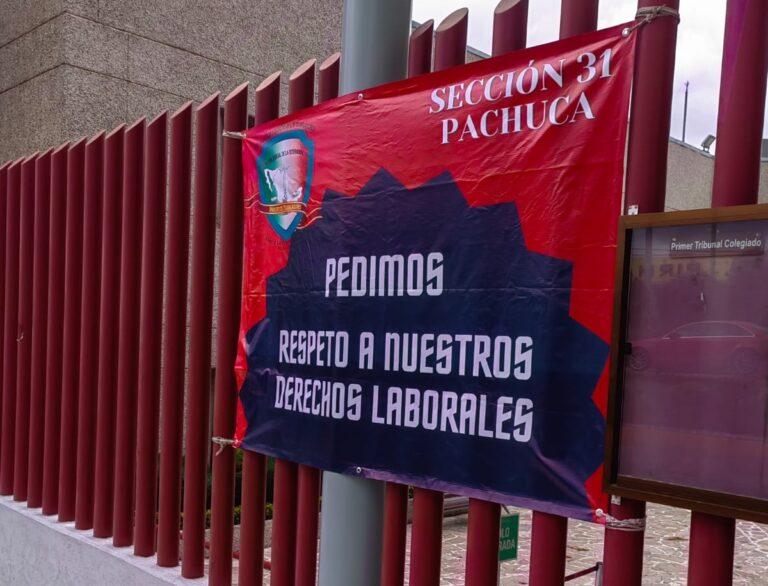 SECCIÓN 31
PACHUCA
PEDIMOS
RESPETO A NUESTROS
DERECHOS LABORALES
Primer Tribunal Colegiado